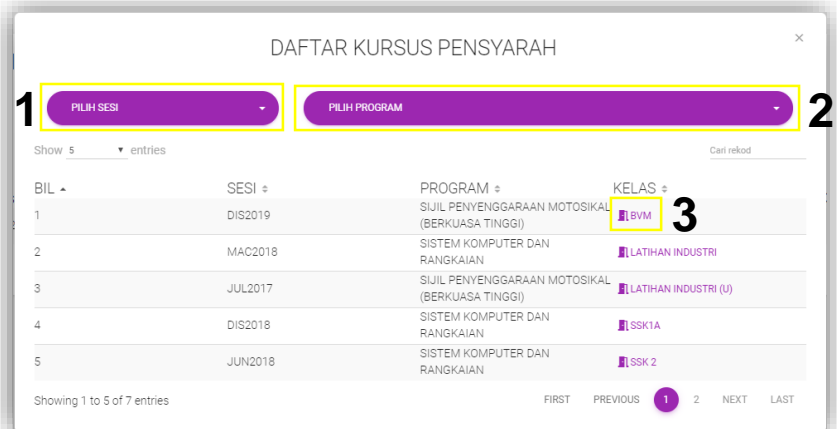 DAFTAR KURSUS PENSYARAH
×
1 PILIH SESI PILIH PROGRAM 2
Show 5 entries Cari rekod
BIL SESI PROGRAM KELAS
1 DIS2019 SIJIL PENYENGGARAAN MOTOSIKAL (BERKUASA TINGGI) BVM 3
2 MAC2018 SISTEM KOMPUTER DAN RANGKAIAN LATIHAN INDUSTRI
3 JUL2017 SIJIL PENYENGGARAAN MOTOSIKAL (BERKUASA TINGGI) LATIHAN INDUSTRI (U)
4 DIS2018 SISTEM KOMPUTER DAN RANGKAIAN SSK1A
5 JUN2018 SISTEM KOMPUTER DAN RANGKAIAN SSK 2
Showing 1 to 5 of 7 entries FIRST PREVIOUS 1 2 NEXT LAST